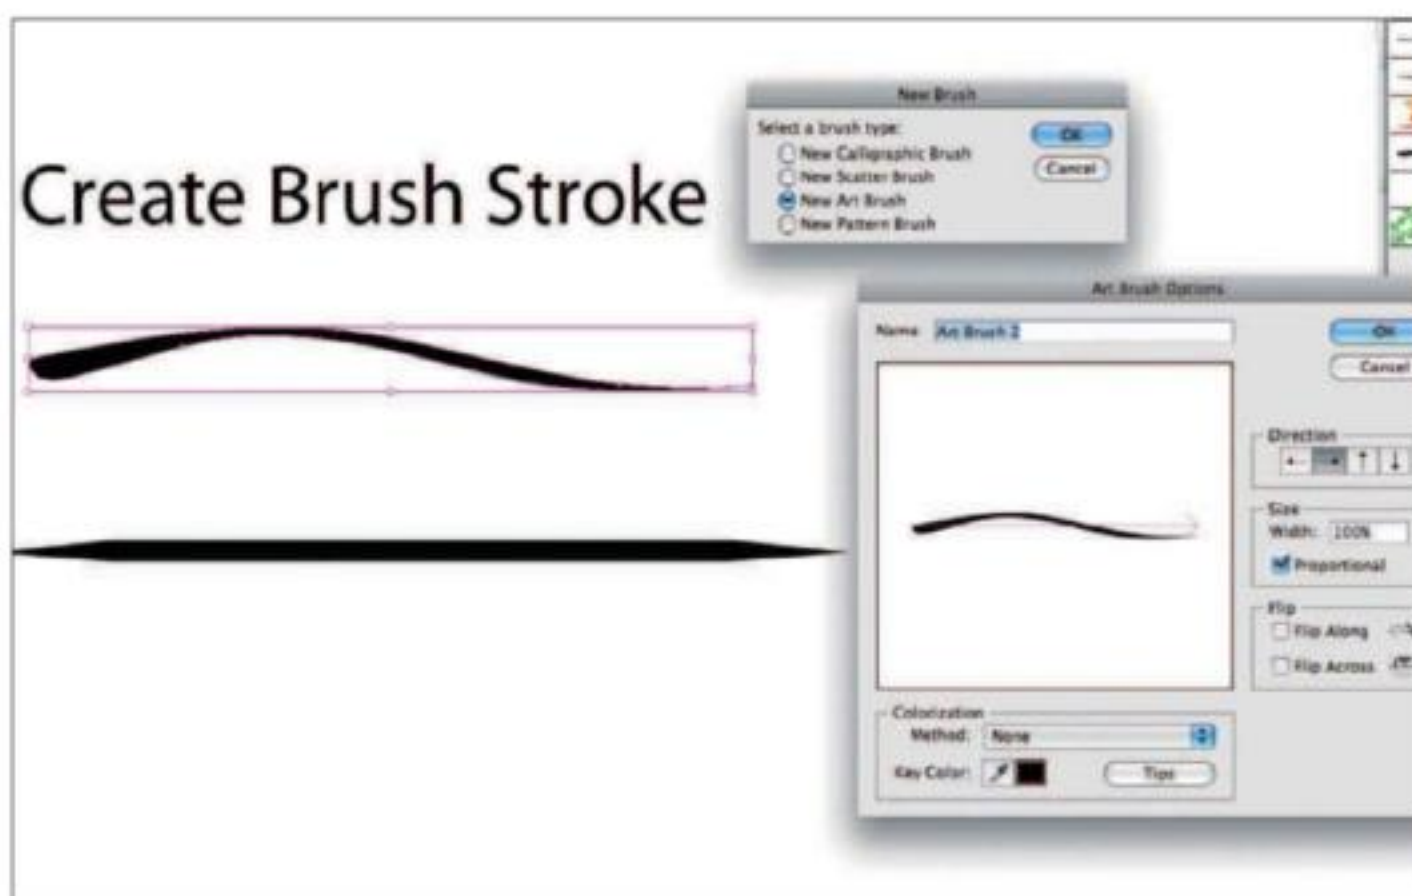 Create Brush Stroke
New Brush
Select a brush type:
New Calligraphic Brush
New Scatter Brush
New Art Brush
New Pattern Brush
OK
Cancel
Art Brush Options
Name: Art Brush 2
OK
Cancel
Direction
Size
Width: 100%
Proportional
Flip
Flip Along
Flip Across
Colorization
Method: None
Key Color:
Tips